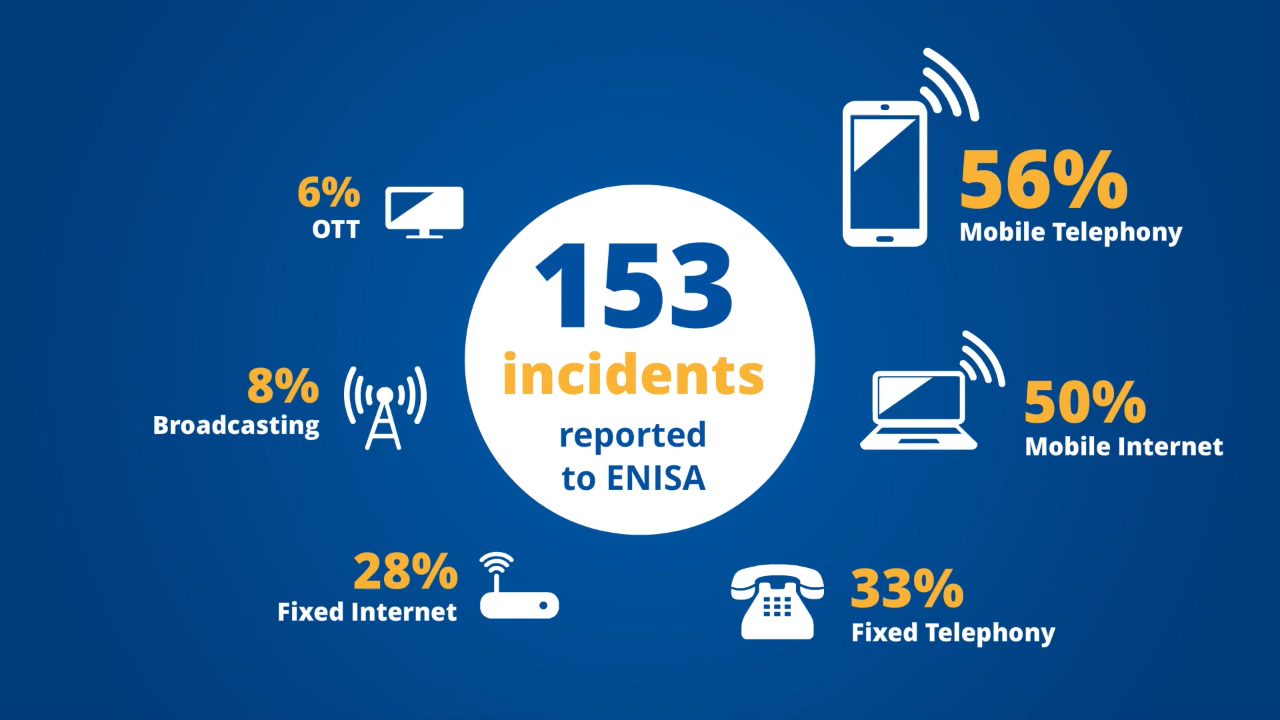 153
incidents
reported
to ENISA
56%
Mobile Telephony
50%
Mobile Internet
33%
Fixed Telephony
28%
Fixed Internet
8%
Broadcasting
6%
OTT